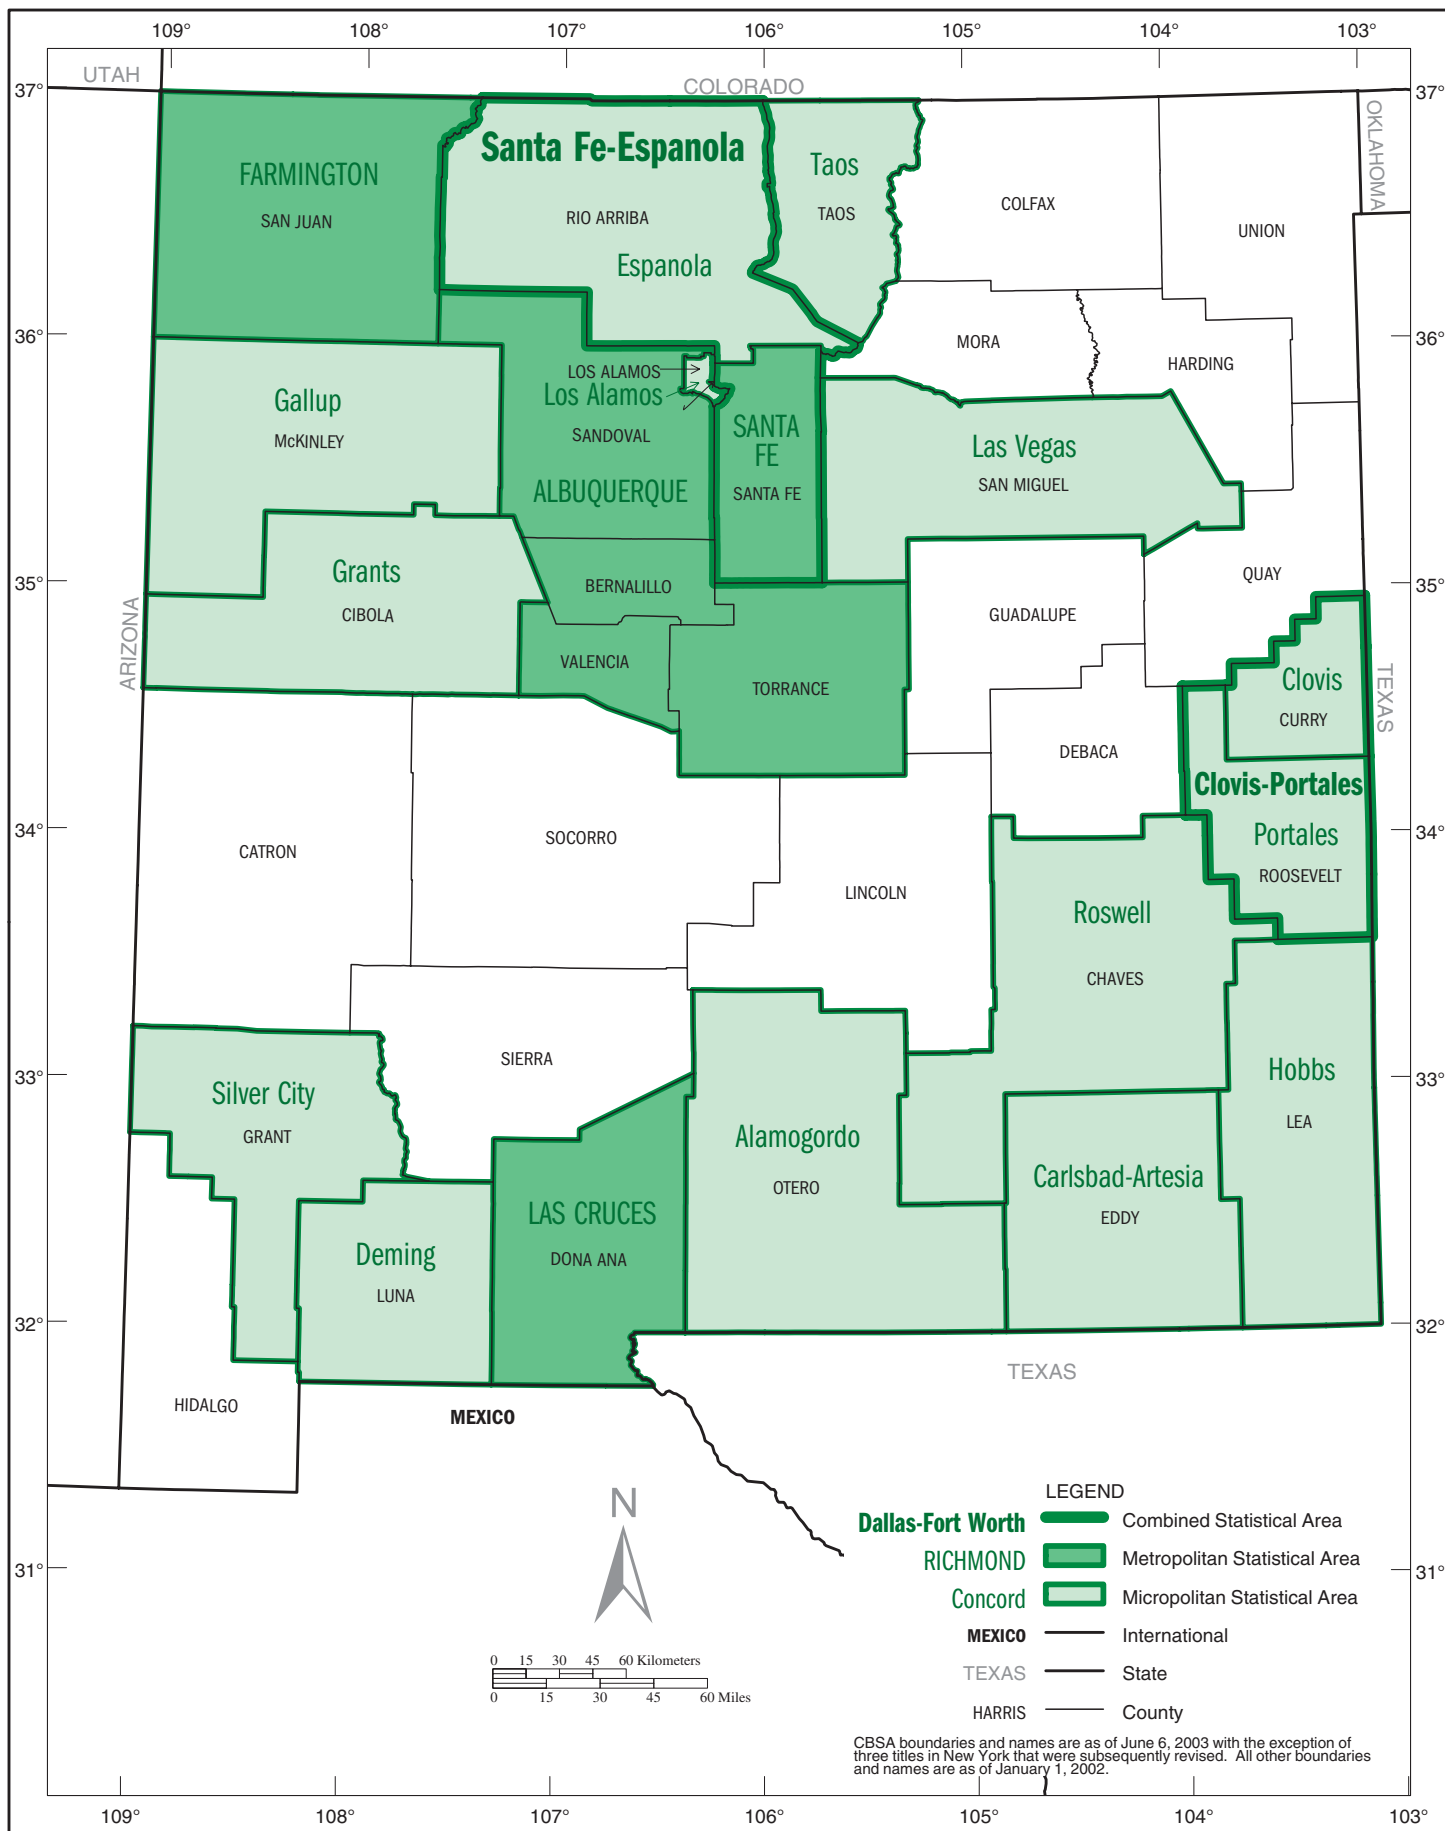 109° 108° 107° 106° 105° 104° 103°
UTAH
COLORADO
37°
37°
OKLAHOMA
Santa Fe-Espanola
Taos
FARMINGTON
COLFAX
SAN JUAN
RIO ARRIBA
TAOS
UNION
Espanola
36°
36°
MORA
HARDING
LOS ALAMOS
Los Alamos
Gallup
SANTA
FE
McKINLEY
SANDOVAL
Las Vegas
SAN MIGUEL
ALBUQUERQUE
SANTA FE
Grants
35°
35°
BERNALILLO
QUAY
CIBOLA
GUADALUPE
ARIZONA
VALENCIA
TORRANCE
Clovis
CURRY
TEXAS
DEBACA
Clovis-Portales
34°
34°
SOCORRO
Portales
CATRON
LINCOLN
ROOSEVELT
Roswell
CHAVES
SIERRA
33°
33°
Silver City
Hobbs
GRANT
Alamogordo
LEA
Carlsbad-Artesia
OTERO
LAS CRUCES
EDDY
Deming
DONA ANA
LUNA
32°
32°
TEXAS
HIDALGO
MEXICO
LEGEND
Dallas-Fort Worth Combined Statistical Area
RICHMOND Metropolitan Statistical Area
Concord Micropolitan Statistical Area
MEXICO International
TEXAS State
HARRIS County
N
31°
31°
0 15 30 45 60 Kilometers
0 15 30 45 60 Miles
CBSA boundaries and names are as of June 6, 2003 with the exception of
three titles in New York that were subsequently revised. All other boundaries
and names are as of January 1, 2002.
109° 108° 107° 106° 105° 104° 103°